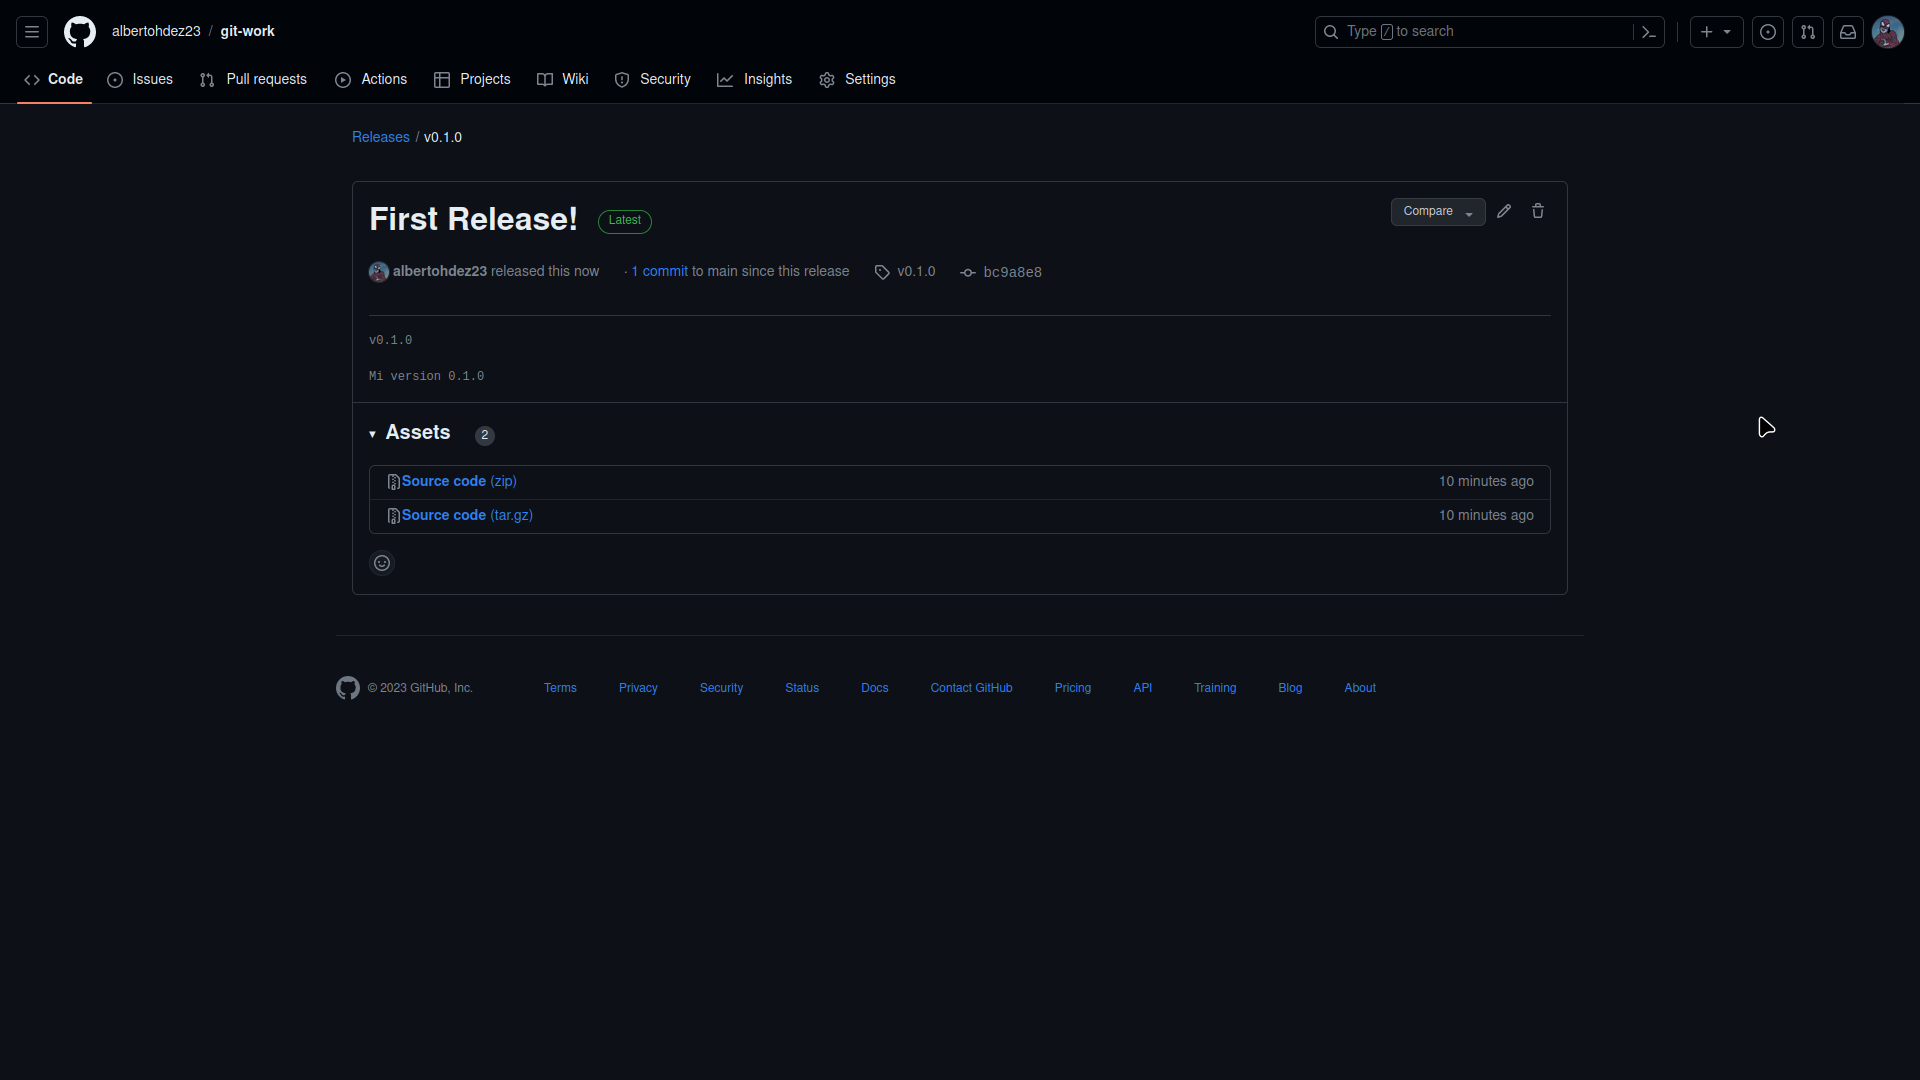 albertohdez23 / git-work
Type / to search
Code Issues Pull requests Actions Projects Wiki Security Insights Settings
Releases / v0.1.0
First Release! Latest
Compare
albertohdez23 released this now · 1 commit to main since this release v0.1.0 bc9a8e8
v0.1.0
Mi version 0.1.0
Assets 2
Source code (zip) 10 minutes ago
Source code (tar.gz) 10 minutes ago
© 2023 GitHub, Inc. Terms Privacy Security Status Docs Contact GitHub Pricing API Training Blog About